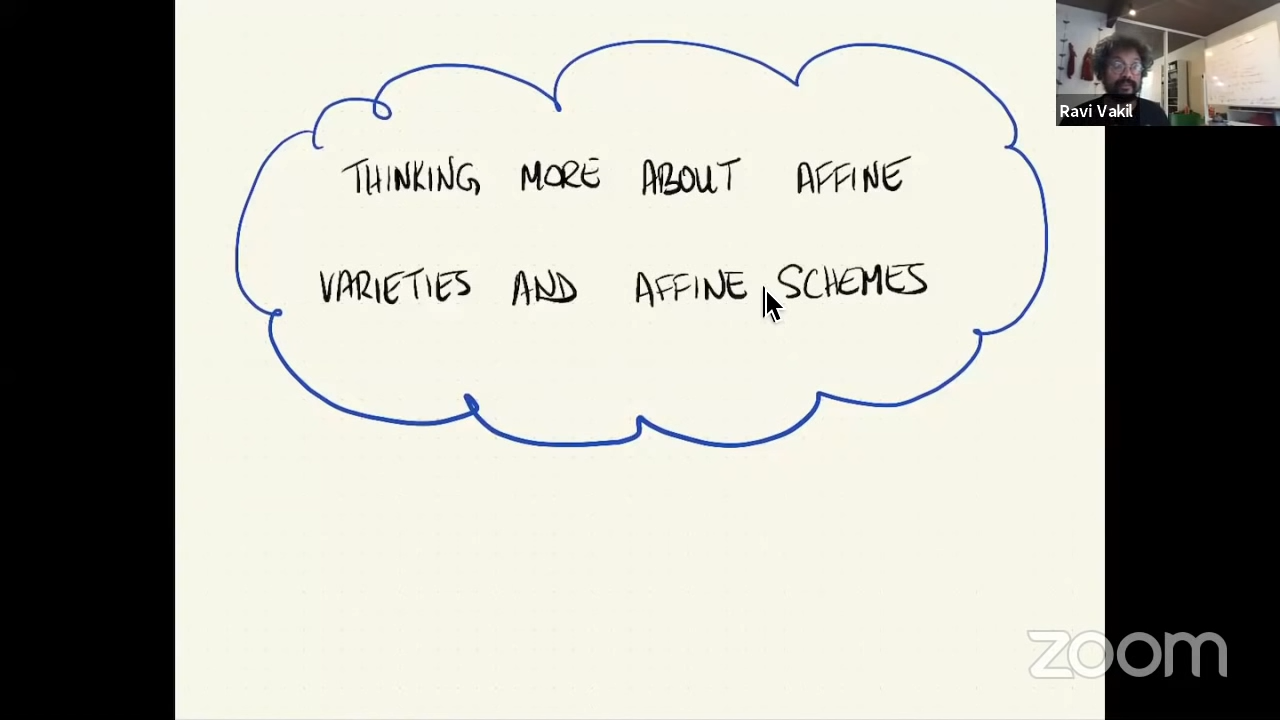 Ravi Vakil
THINKING MORE ABOUT AFFINE
VARIETIES AND AFFINE SCHEMES
zoom